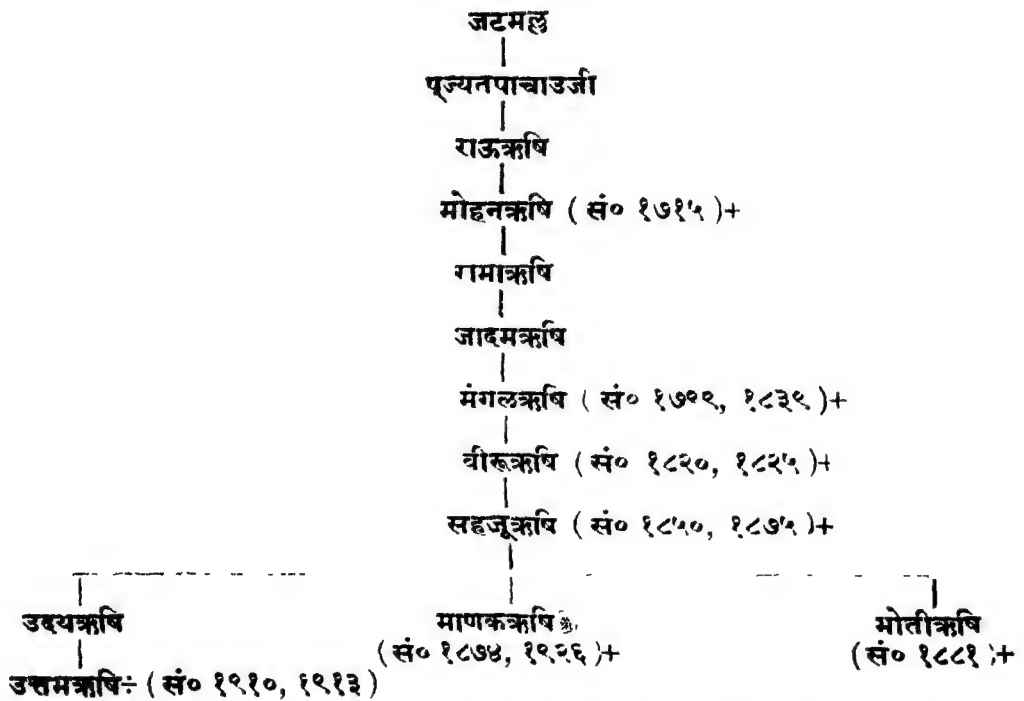 जटमल्ल
पूज्यतपाचाउजी
राऊऋषि
मोहनऋषि ( सं० १७१५ )+
रामाऋषि
जादमऋषि
मंगलऋषि ( सं० १७९९, १८३९ )+
वीरूऋषि ( सं० १८२०, १८२५ )+
सहजूऋषि ( सं० १८५०, १८७५ )+
उदयऋषि माणकऋषि मोतीऋषि
(सं० १८७४, १९२६ )+ (सं० १८८१ )+
उत्तमऋषि÷ ( सं० १९१०, १९१३ )